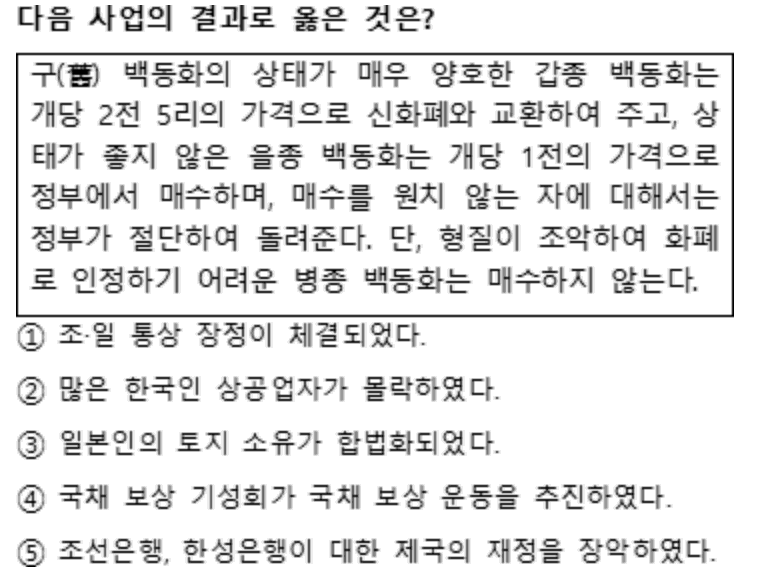 다음 사업의 결과로 옳은 것은?
구(舊) 백동화의 상태가 매우 양호한 갑종 백동화는
개당 2전 5리의 가격으로 신화폐와 교환하여 주고, 상
태가 좋지 않은 을종 백동화는 개당 1전의 가격으로
정부에서 매수하며, 매수를 원치 않는 자에 대해서는
정부가 절단하여 돌려준다. 단, 형질이 조악하여 화폐
로 인정하기 어려운 병종 백동화는 매수하지 않는다.
① 조·일 통상 장정이 체결되었다.
② 많은 한국인 상공업자가 몰락하였다.
③ 일본인의 토지 소유가 합법화되었다.
④ 국채 보상 기성회가 국채 보상 운동을 추진하였다.
⑤ 조선은행, 한성은행이 대한 제국의 재정을 장악하였다.